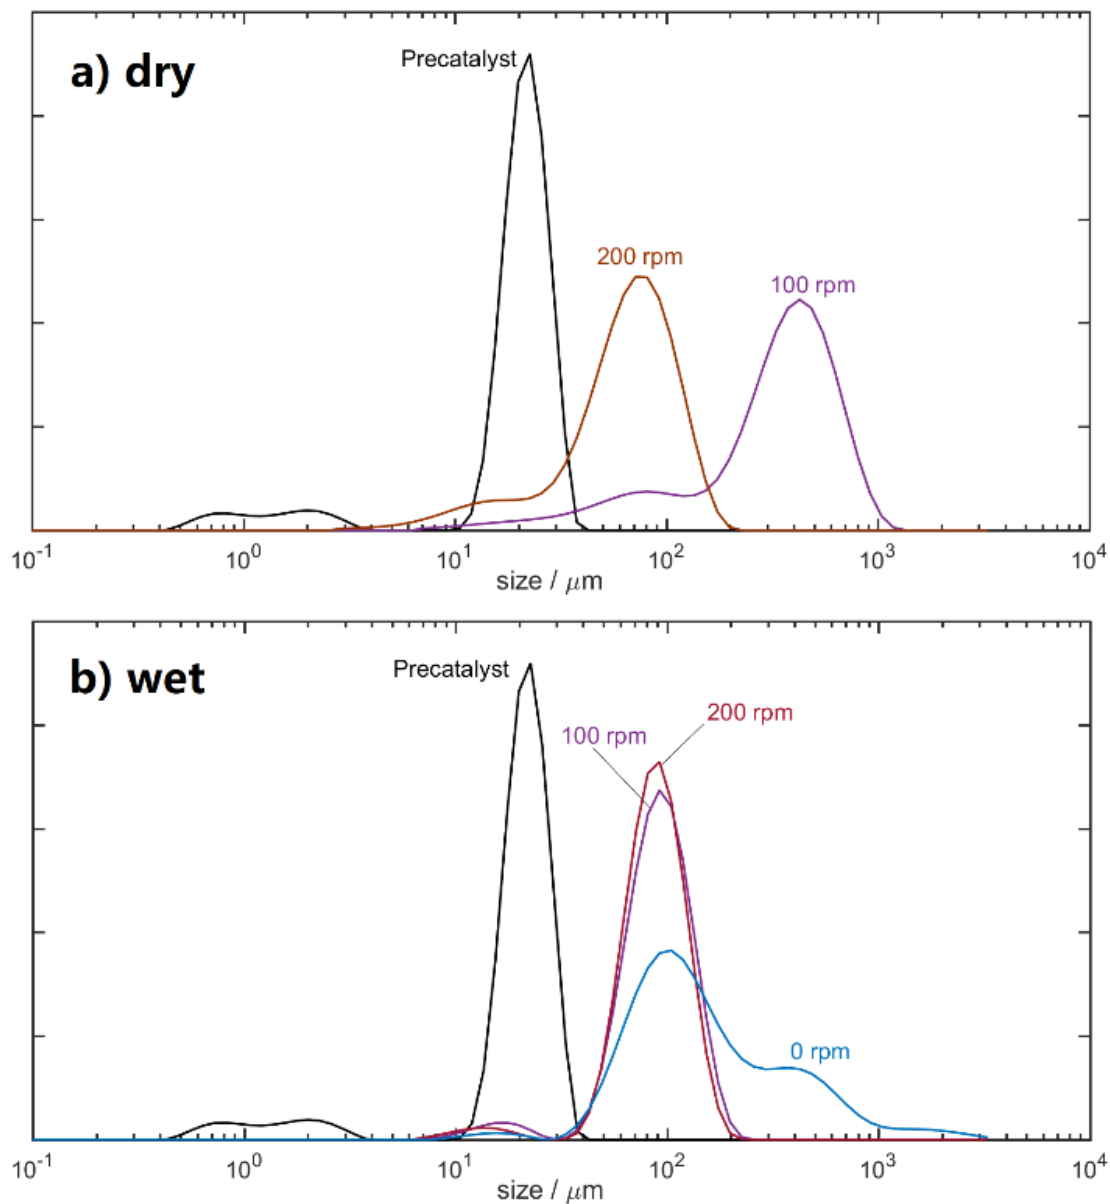 a) dry
Precatalyst
200 rpm
100 rpm
10^-1
10^0
10^1
10^2
10^3
10^4
size / μm
b) wet
Precatalyst
200 rpm
100 rpm
0 rpm
10^-1
10^0
10^1
10^2
10^3
10^4
size / μm